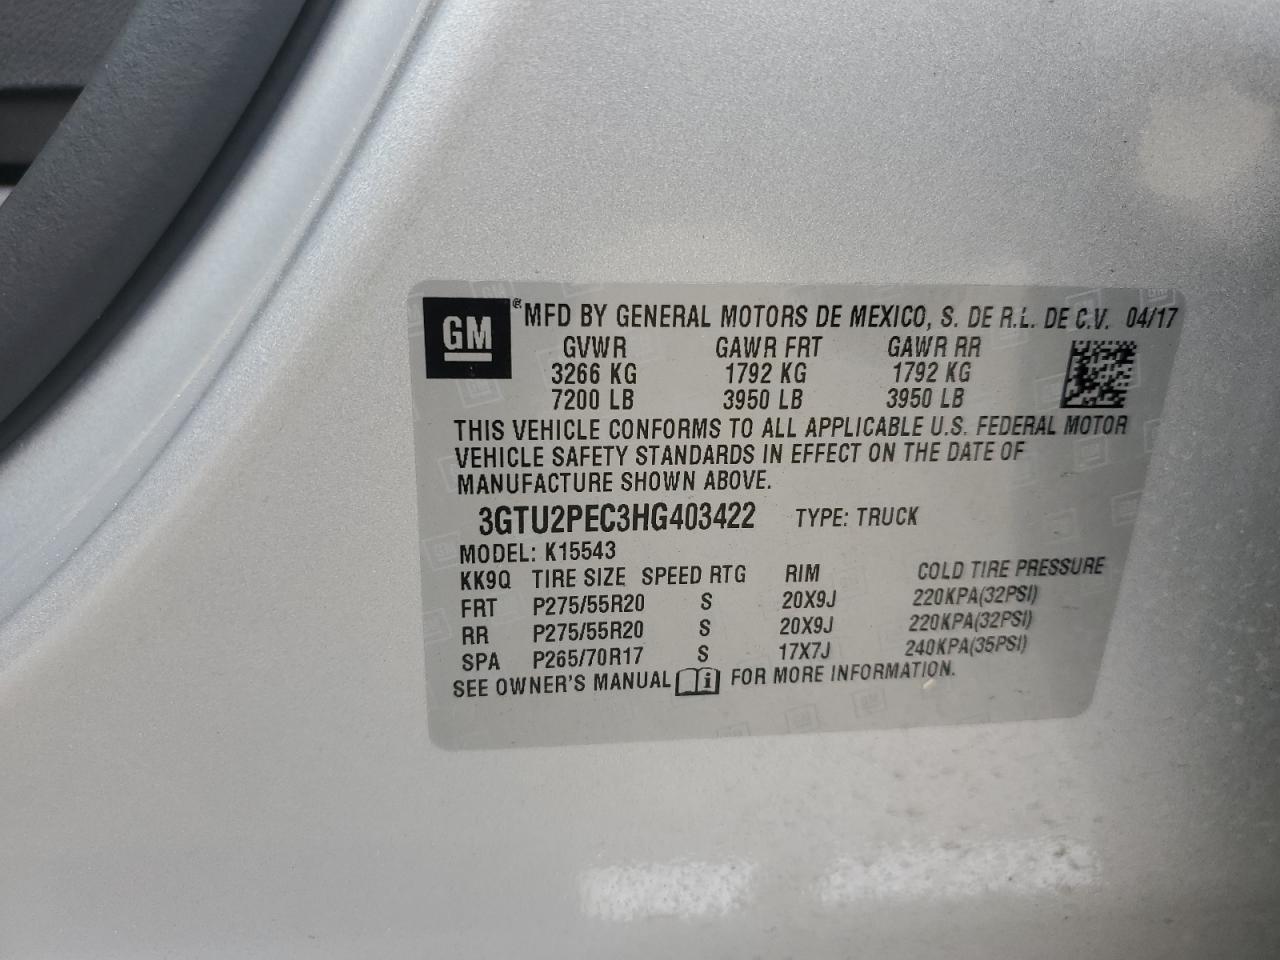 GM ® MFD BY GENERAL MOTORS DE MEXICO, S. DE R.L. DE C.V. 04/17
GVWR GAWR FRT GAWR RR
3266 KG 1792 KG 1792 KG
7200 LB 3950 LB 3950 LB
THIS VEHICLE CONFORMS TO ALL APPLICABLE U.S. FEDERAL MOTOR
VEHICLE SAFETY STANDARDS IN EFFECT ON THE DATE OF
MANUFACTURE SHOWN ABOVE.
3GTU2PEC3HG403422 TYPE: TRUCK
MODEL: K15543
KK9Q TIRE SIZE SPEED RTG RIM COLD TIRE PRESSURE
FRT P275/55R20 S 20X9J 220KPA(32PSI)
RR P275/55R20 S 20X9J 220KPA(32PSI)
SPA P265/70R17 S 17X7J 240KPA(35PSI)
SEE OWNER'S MANUAL i FOR MORE INFORMATION.